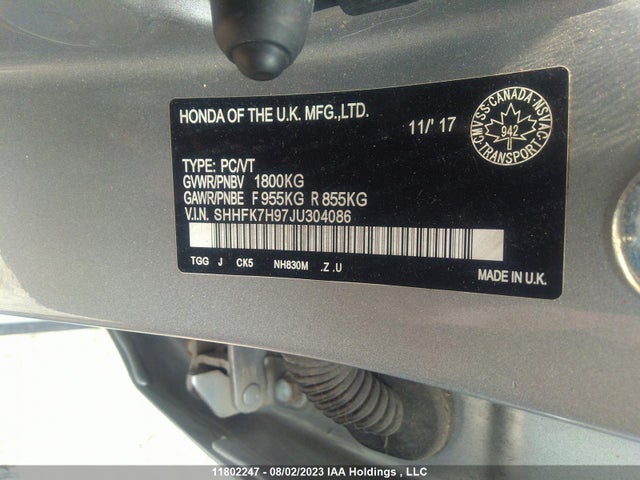 HONDA OF THE U.K. MFG.,LTD.
11/' 17
CMVSS·CANADA·NSVAC
942
TRANSPORT
TYPE: PC/VT
GVWR/PNBV 1800KG
GAWR/PNBE F 955KG R 855KG
V.I.N. SHHFK7H97JU304086
TGG J CK5 NH830M .Z .U
MADE IN U.K.
11802247 - 08/02/2023 IAA Holdings , LLC